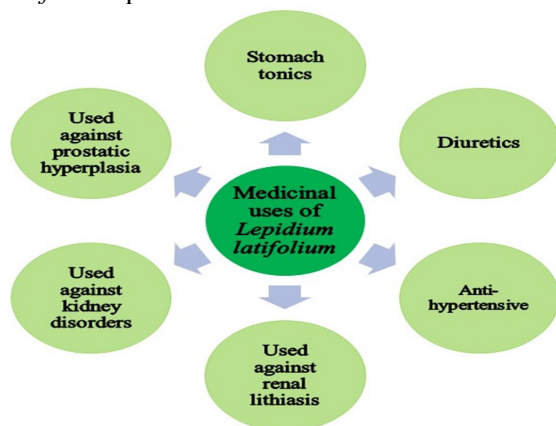 Stomach
tonics
Used
against
prostatic
hyperplasia
Diuretics
Medicinal
uses of
Lepidium
latifolium
Used
against
kidney
disorders
Anti-
hypertensive
Used
against
renal
lithiasis